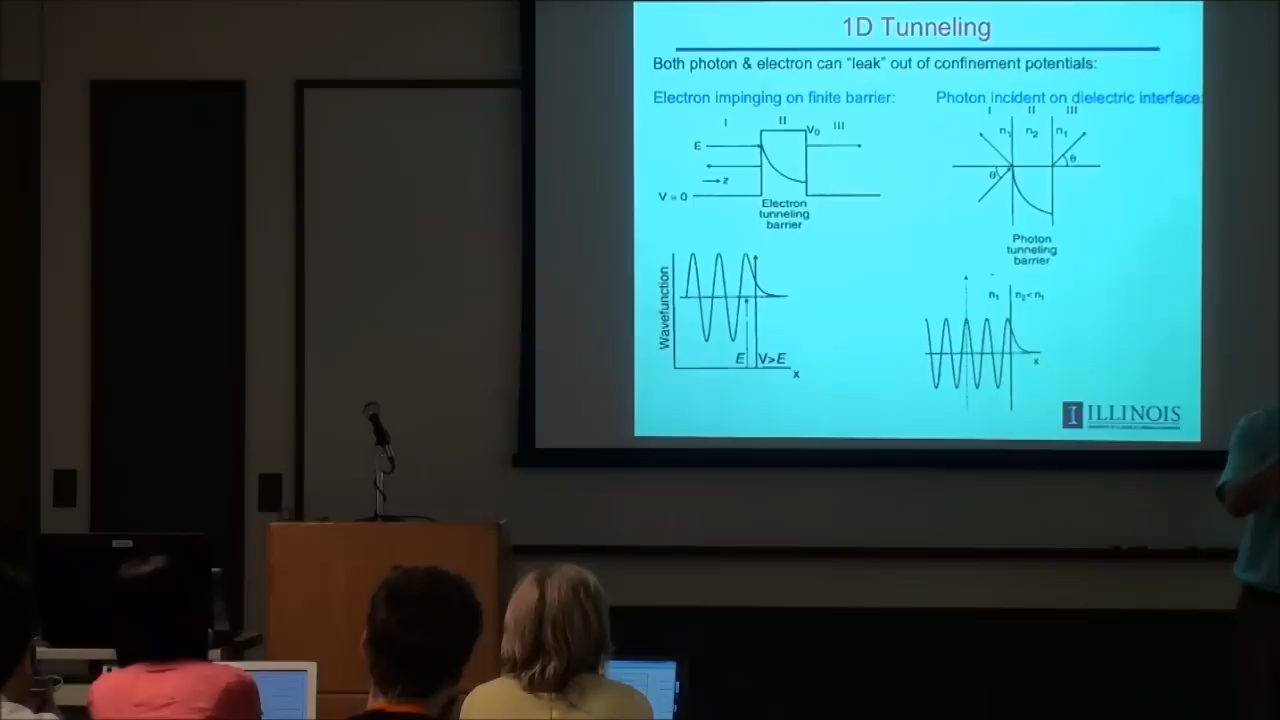 1D Tunneling
Both photon & electron can "leak" out of confinement potentials:
Electron impinging on finite barrier:
Photon incident on dielectric interface:
I II III
V₀
E
z
V = 0
Electron
tunneling
barrier
I II III
n₁ n₂ n₁
θ
θ
Photon
tunneling
barrier
Wavefunction
E V>E
x
n₁ n₂<n₁
x
I ILLINOIS